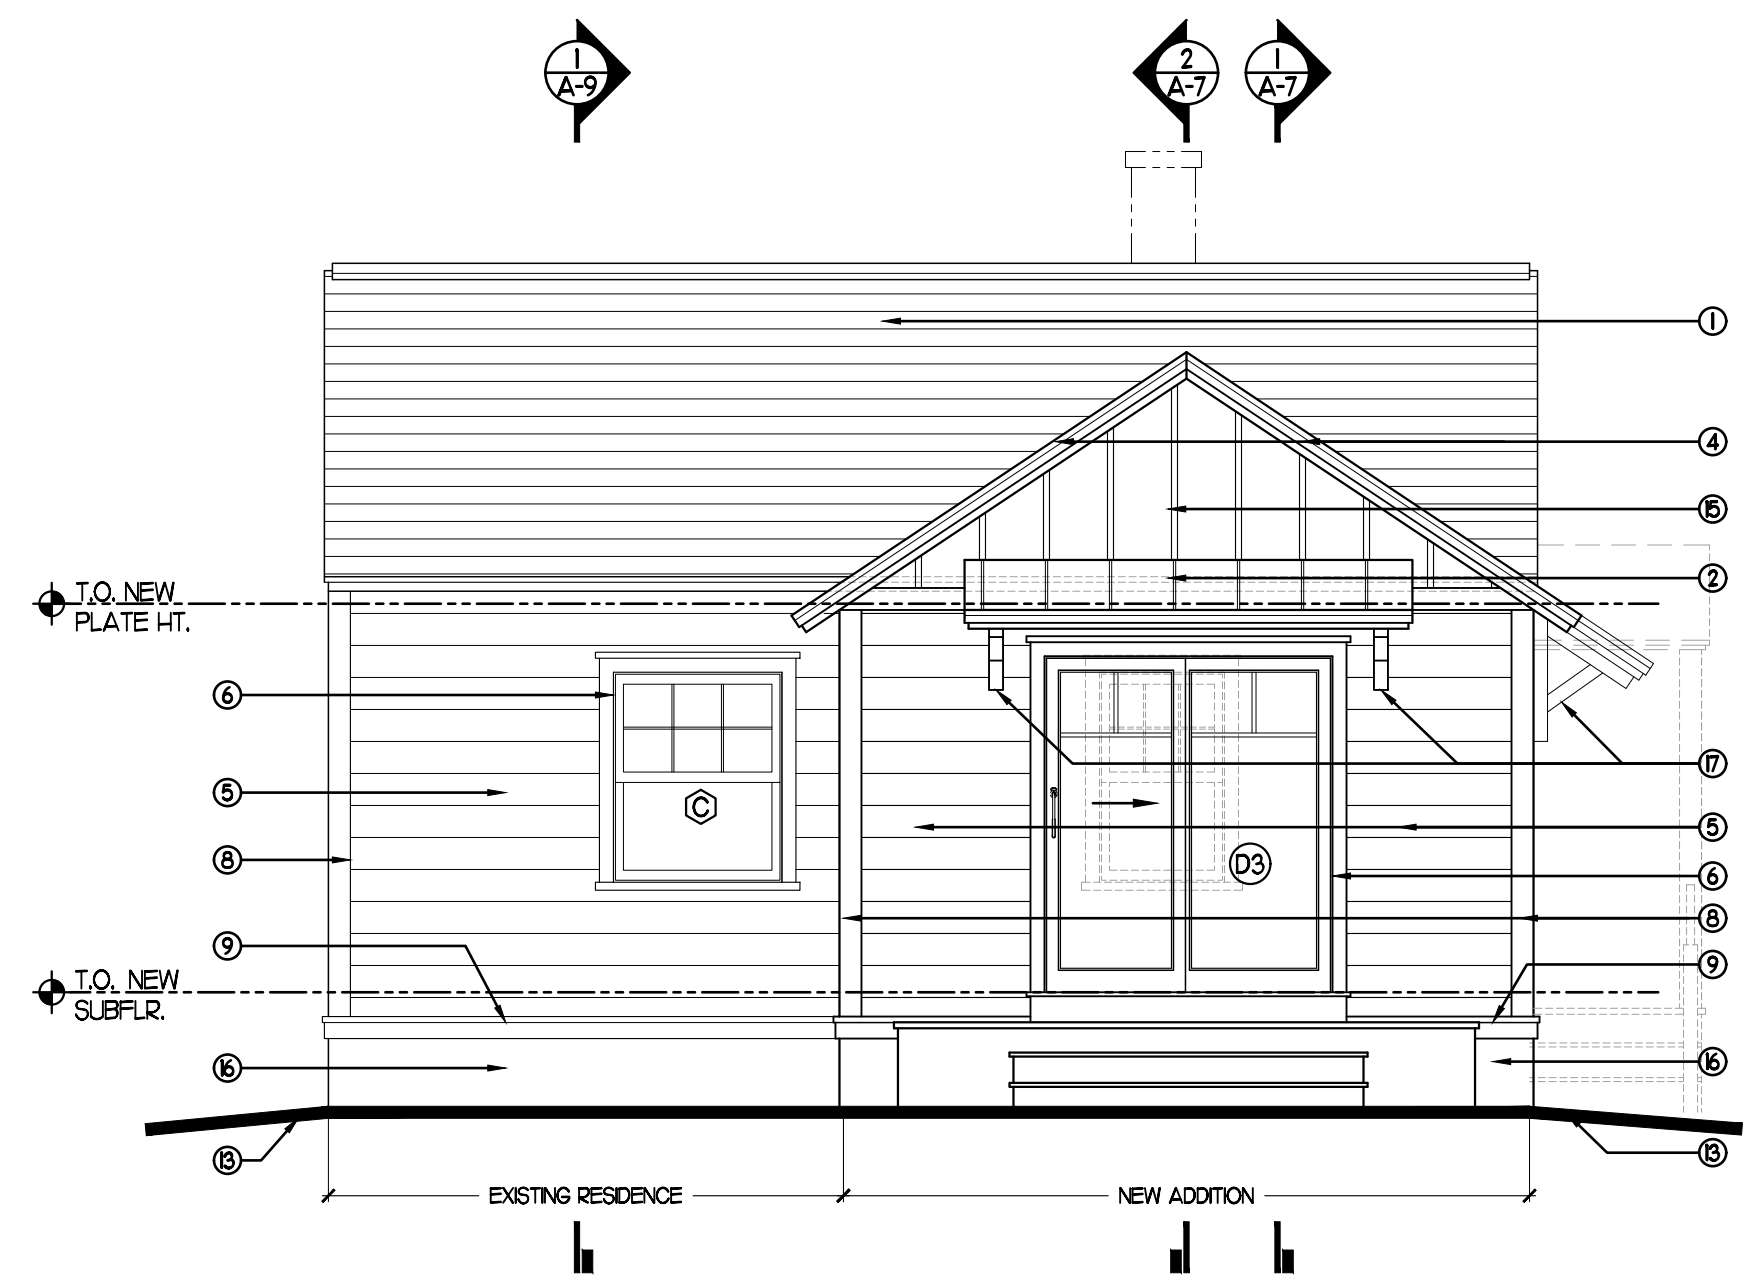 1
A-9
2
A-7
1
A-7
1
4
15
2
T.O. NEW
PLATE HT.
6
17
5
C
5
8
D3
6
8
9
9
T.O. NEW
SUBFLR.
16
16
13
13
EXISTING RESIDENCE
NEW ADDITION